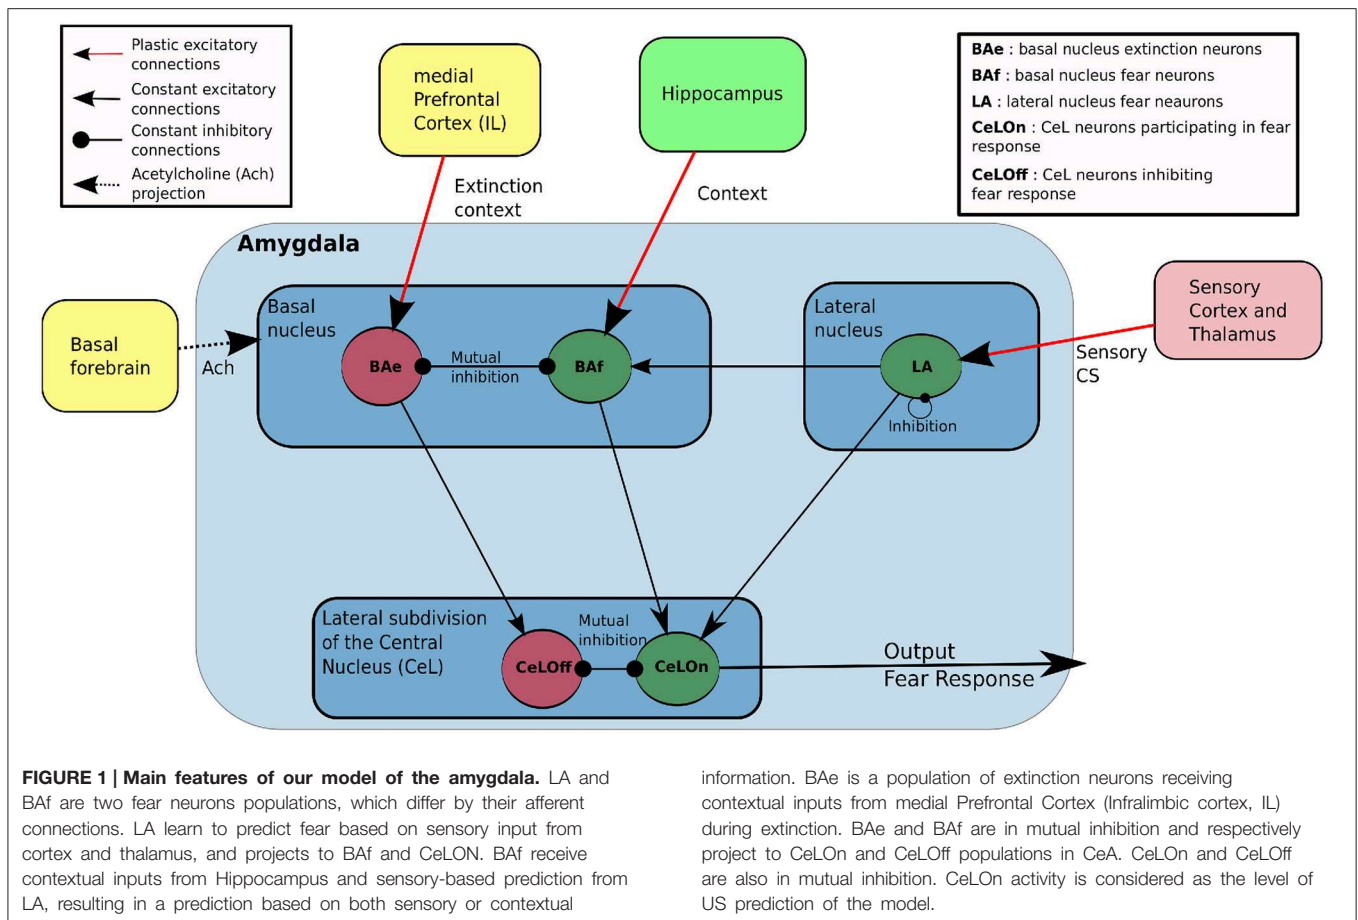 Plastic excitatory
connections
Constant excitatory
connections
Constant inhibitory
connections
Acetylcholine (Ach)
projection
medial
Prefrontal
Cortex (IL)
Hippocampus
BAe : basal nucleus extinction neurons
BAf : basal nucleus fear neurons
LA : lateral nucleus fear neaurons
CeLOn : CeL neurons participating in fear
response
CeLOff : CeL neurons inhibiting
fear response
Extinction
context
Context
Amygdala
Basal
nucleus
Lateral
nucleus
Sensory
Cortex and
Thalamus
Basal
forebrain
Ach
BAe
Mutual
inhibition
BAf
LA
Inhibition
Sensory
CS
Lateral subdivision
of the Central
Nucleus (CeL)
Mutual
inhibition
CeLOff
CeLOn
Output
Fear Response
FIGURE 1 | Main features of our model of the amygdala. LA and
BAf are two fear neurons populations, which differ by their afferent
connections. LA learn to predict fear based on sensory input from
cortex and thalamus, and projects to BAf and CeLON. BAf receive
contextual inputs from Hippocampus and sensory-based prediction from
LA, resulting in a prediction based on both sensory or contextual
information. BAe is a population of extinction neurons receiving
contextual inputs from medial Prefrontal Cortex (Infralimbic cortex, IL)
during extinction. BAe and BAf are in mutual inhibition and respectively
project to CeLOn and CeLOff populations in CeA. CeLOn and CeLOff
are also in mutual inhibition. CeLOn activity is considered as the level of
US prediction of the model.